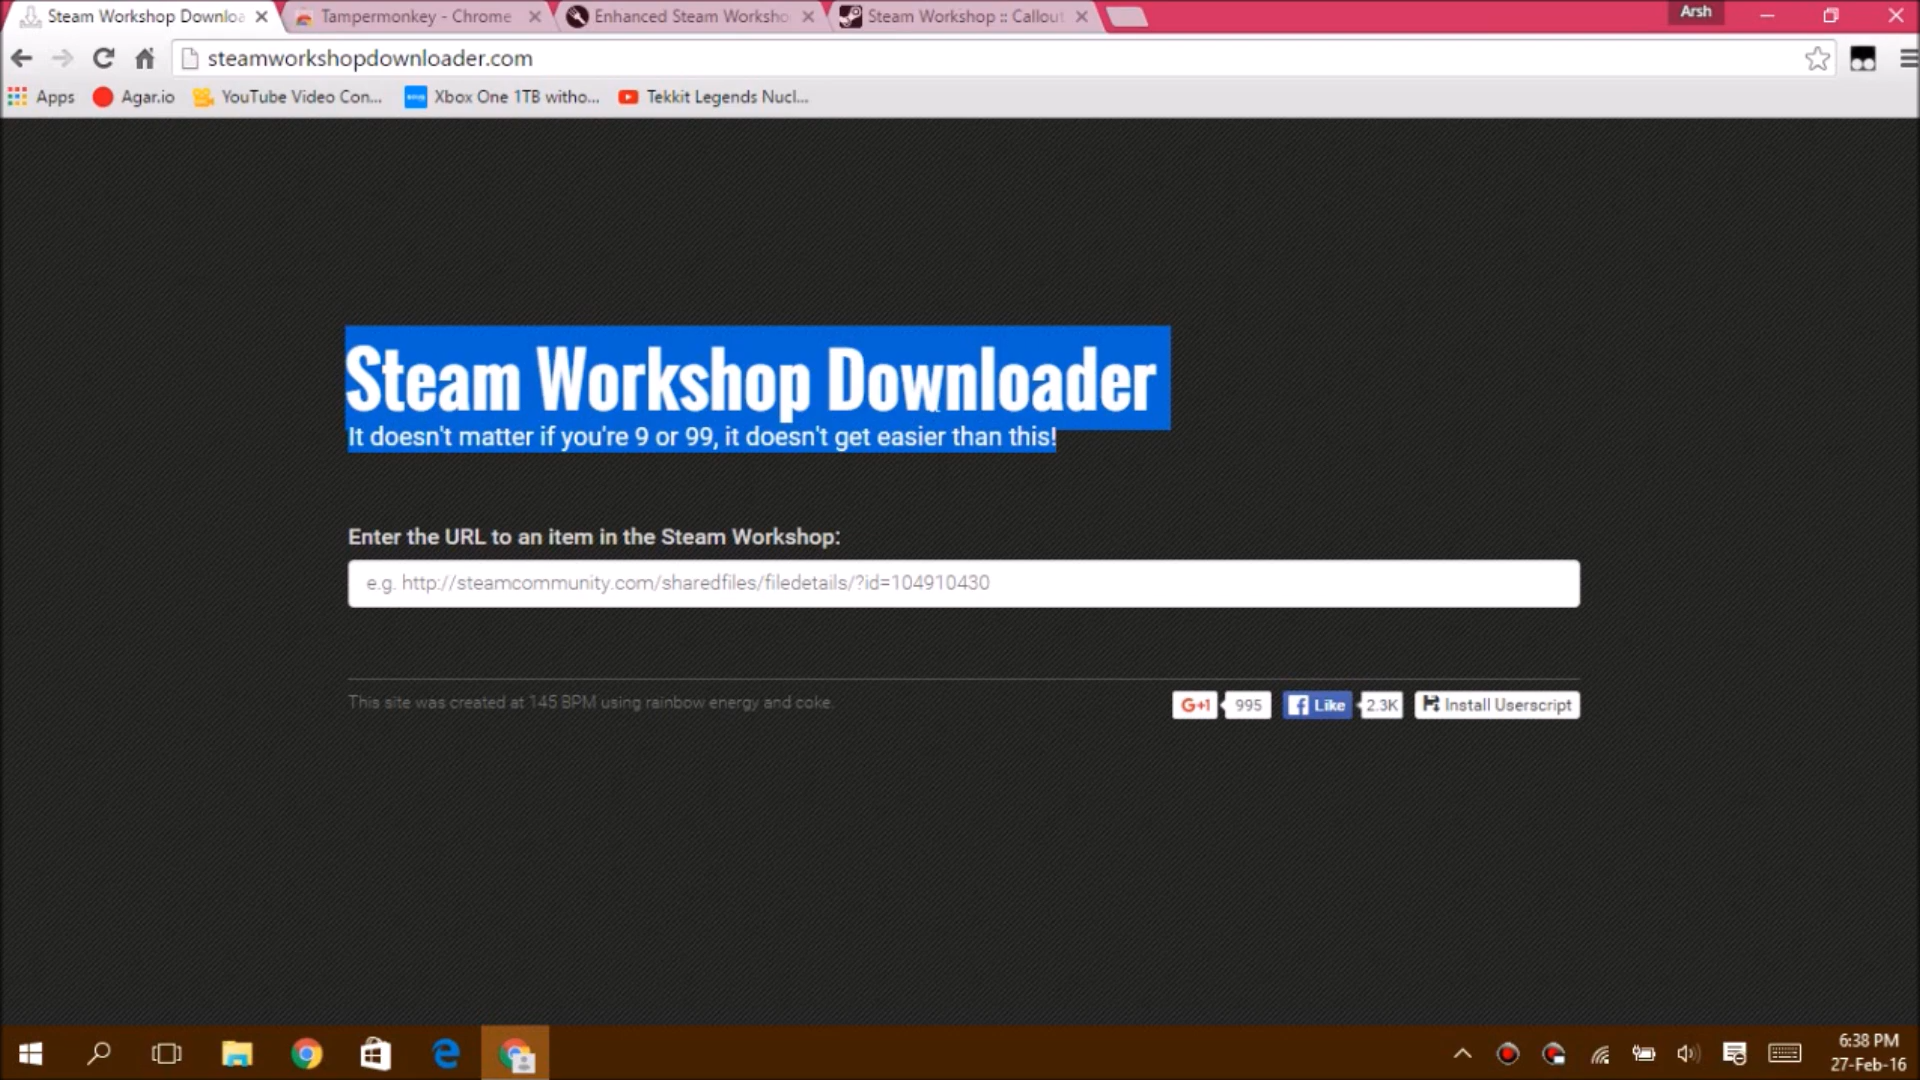 Steam Workshop Downloa
Tampermonkey - Chrome
Enhanced Steam Worksho
Steam Workshop :: Callout
Arsh
steamworkshopdownloader.com
Apps
Agar.io
YouTube Video Con...
Xbox One 1TB witho...
Tekkit Legends Nucl...
Steam Workshop Downloader
It doesn't matter if you're 9 or 99, it doesn't get easier than this!
Enter the URL to an item in the Steam Workshop:
e.g. http://steamcommunity.com/sharedfiles/filedetails/?id=104910430
This site was created at 145 BPM using rainbow energy and coke.
G+1 995
Like 2.3K
Install Userscript
6:38 PM
27-Feb-16